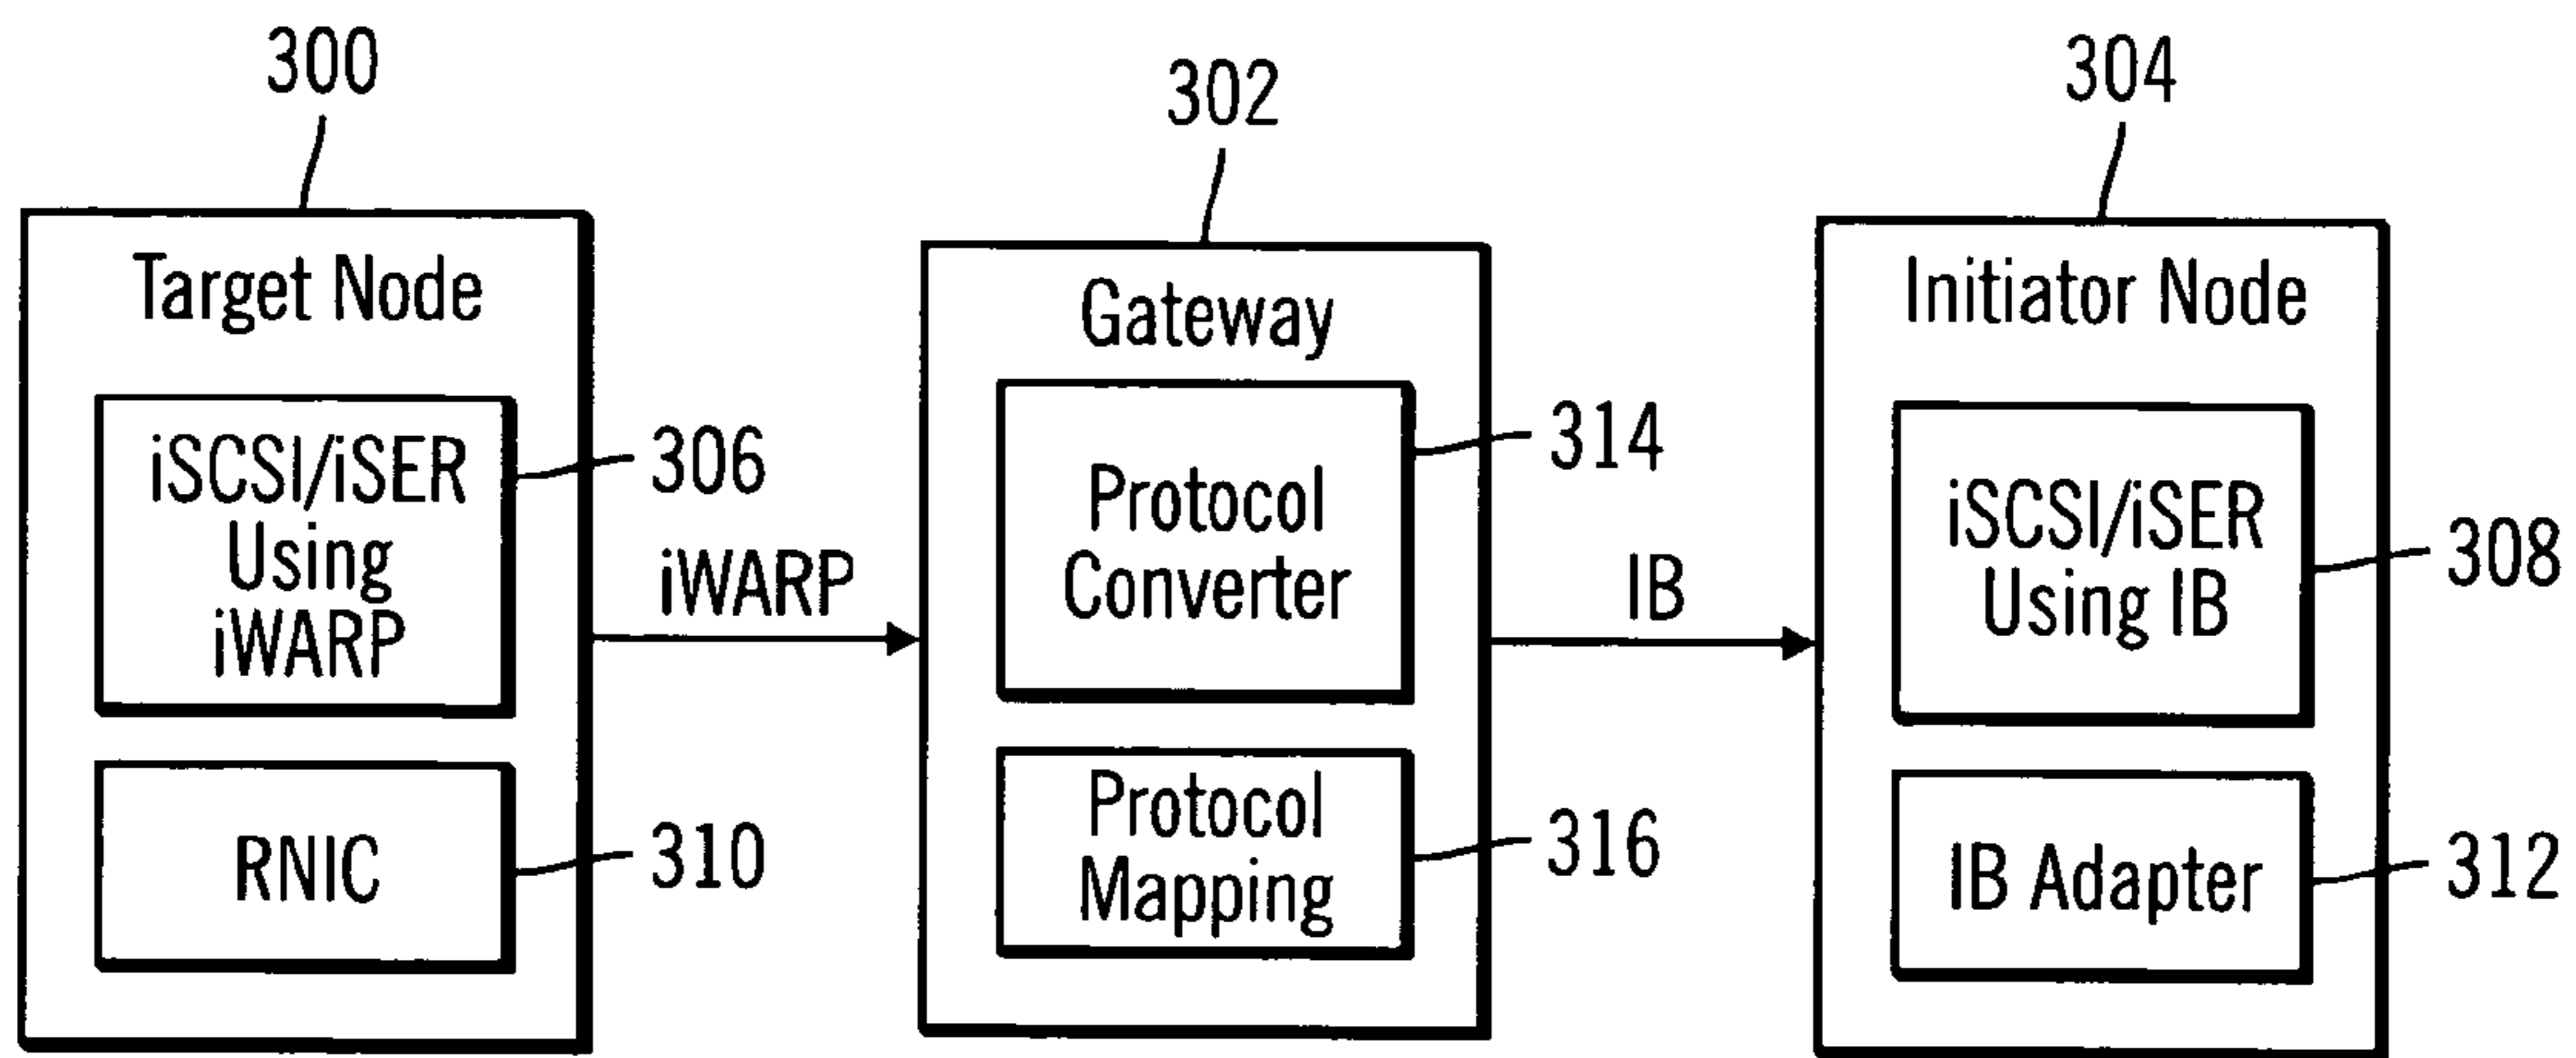 300
302
304
Target Node
iSCSI/iSER
Using
iWARP
306
RNIC
310
iWARP
Gateway
Protocol
Converter
314
Protocol
Mapping
316
IB
Initiator Node
iSCSI/iSER
Using IB
308
IB Adapter
312